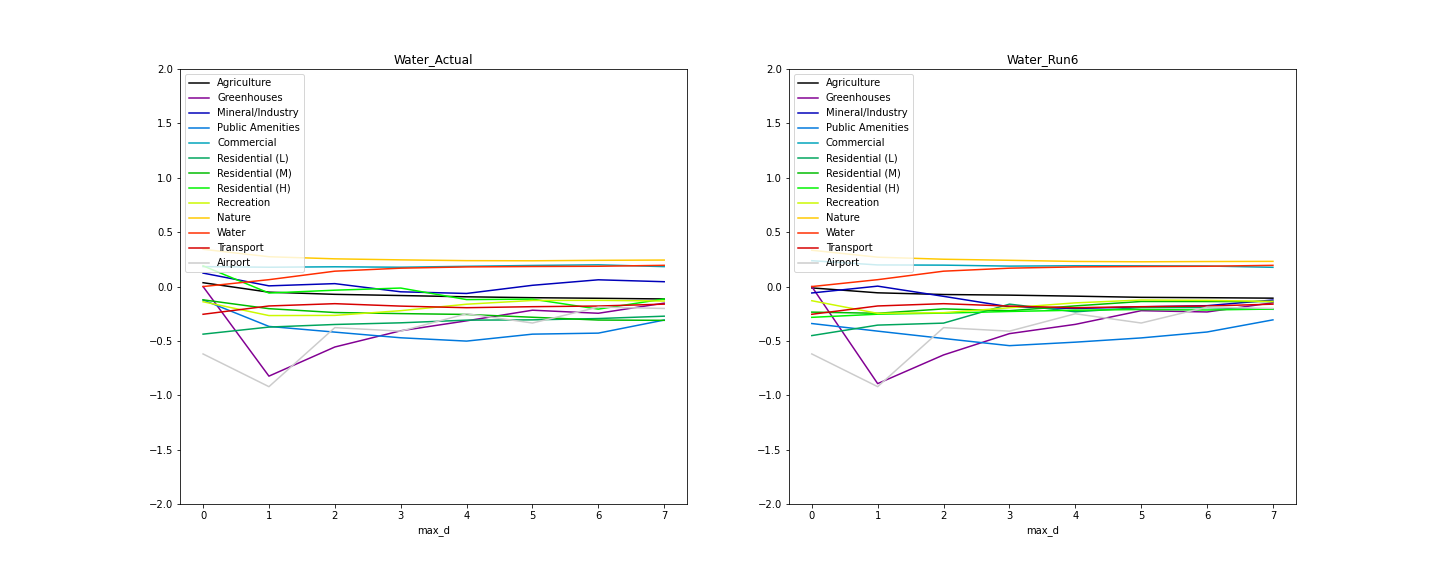 Water_Actual
2.0
1.5
1.0
0.5
0.0
−0.5
−1.0
−1.5
−2.0
Agriculture
Greenhouses
Mineral/Industry
Public Amenities
Commercial
Residential (L)
Residential (M)
Residential (H)
Recreation
Nature
Water
Transport
Airport
0 1 2 3 4 5 6 7
max_d
Water_Run6
2.0
1.5
1.0
0.5
0.0
−0.5
−1.0
−1.5
−2.0
Agriculture
Greenhouses
Mineral/Industry
Public Amenities
Commercial
Residential (L)
Residential (M)
Residential (H)
Recreation
Nature
Water
Transport
Airport
0 1 2 3 4 5 6 7
max_d